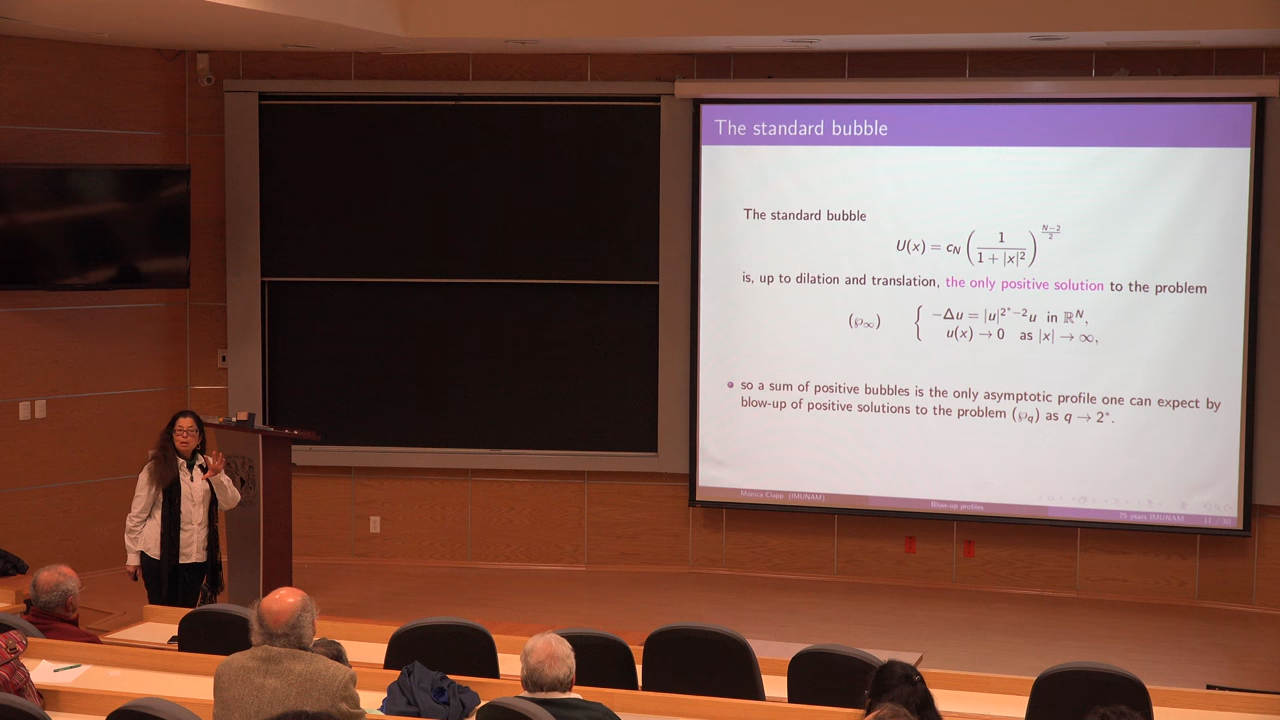 The standard bubble
The standard bubble
U(x) = c_N (1 / (1 + |x|²))^((N−2)/2)
is, up to dilation and translation, the only positive solution to the problem
(℘∞) { −Δu = |u|^(2*−2)u in ℝ^N,
u(x) → 0 as |x| → ∞,
so a sum of positive bubbles is the only asymptotic profile one can expect by
blow-up of positive solutions to the problem (℘q) as q → 2*.
Mónica Clapp (IMUNAM)
Blow-up profiles
75 years IMUNAM
11 / 30